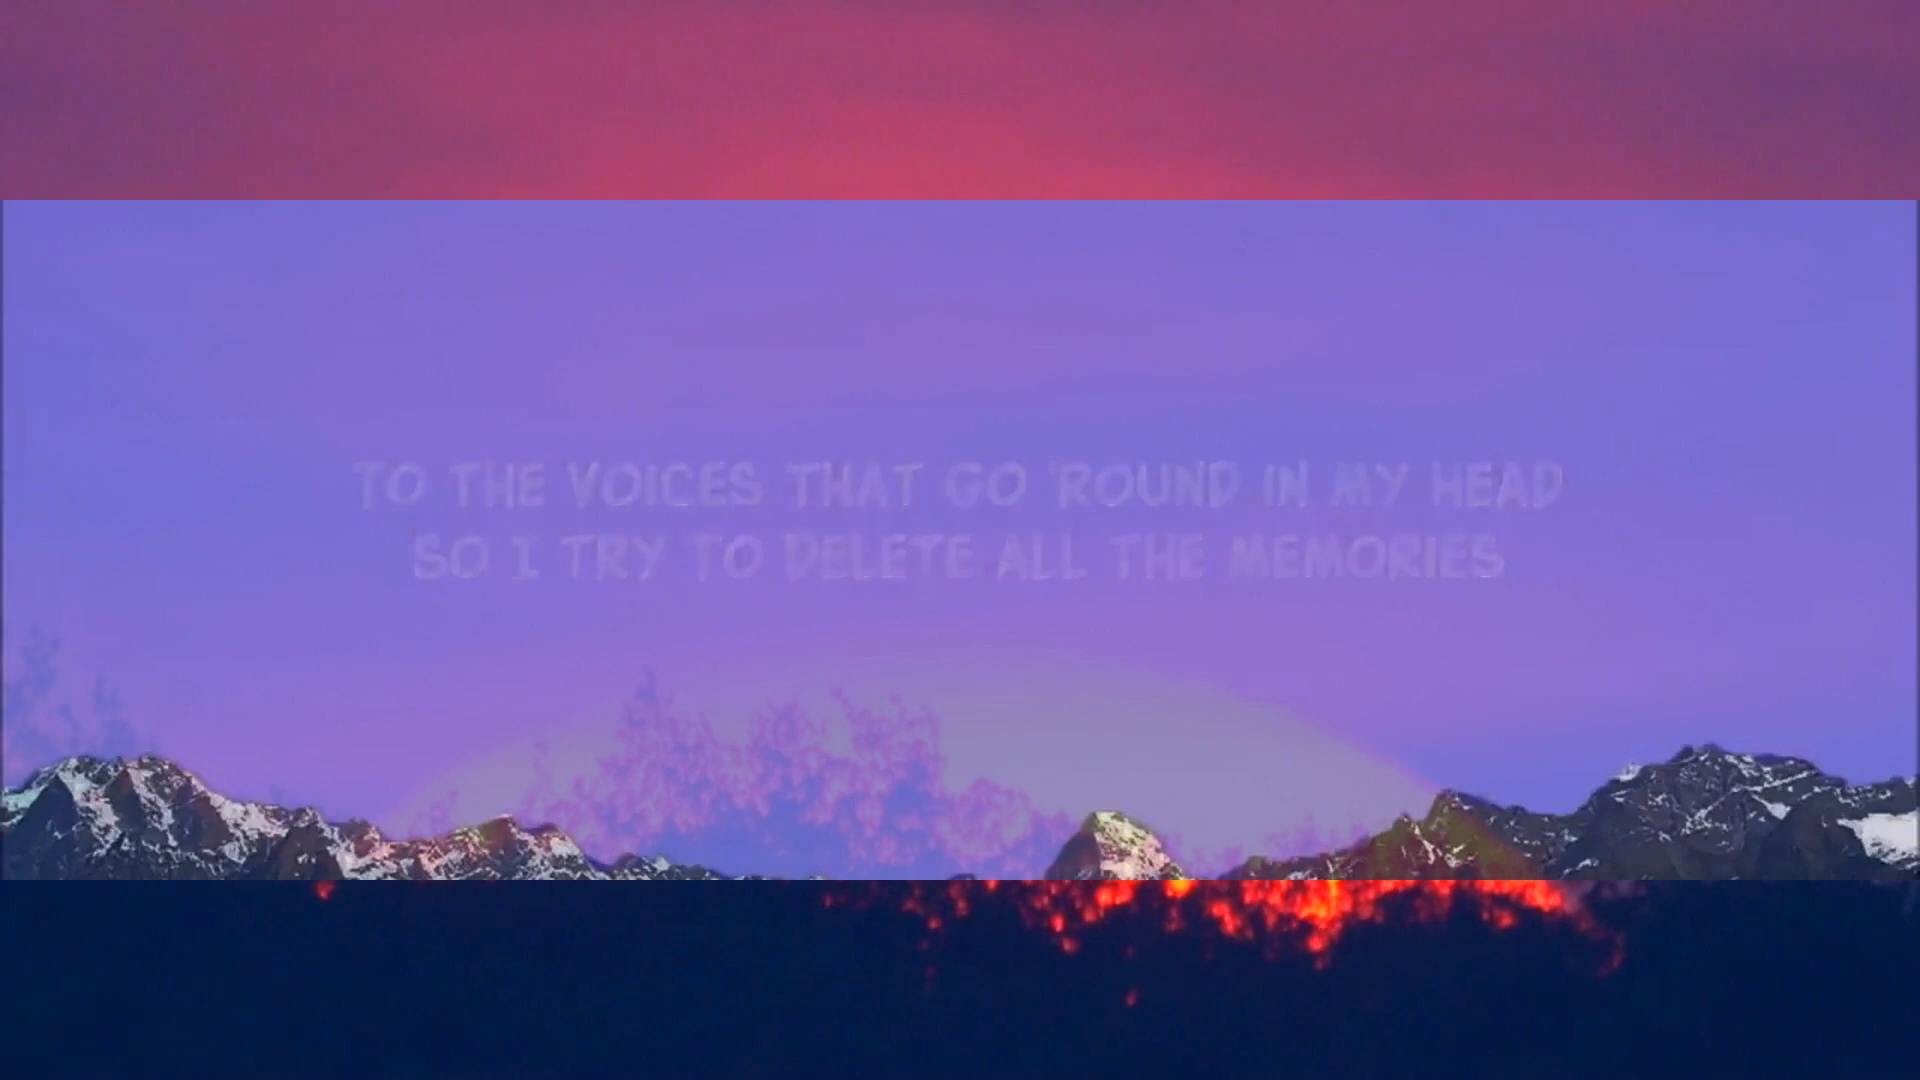 TO THE VOICES THAT GO 'ROUND IN MY HEAD
SO I TRY TO DELETE ALL THE MEMORIES